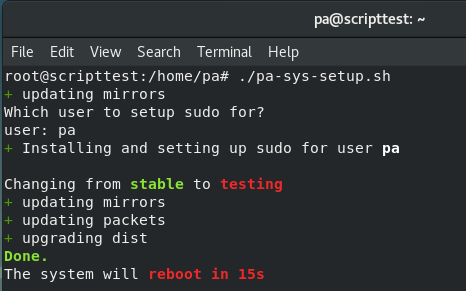 pa@scripttest: ~
File Edit View Search Terminal Help
root@scripttest:/home/pa# ./pa-sys-setup.sh
+ updating mirrors
Which user to setup sudo for?
user: pa
+ Installing and setting up sudo for user pa
Changing from stable to testing
+ updating mirrors
+ updating packets
+ upgrading dist
Done.
The system will reboot in 15s